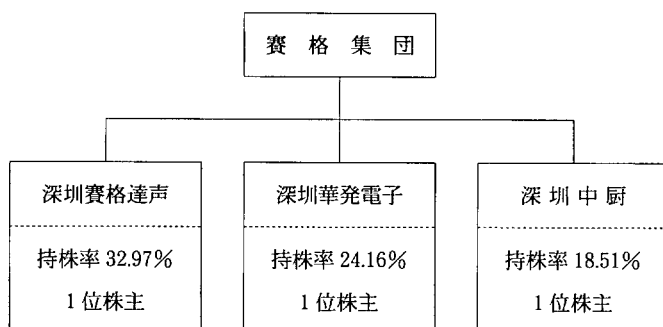 賽格集団
深圳賽格達声
持株率 32.97%
1位株主
深圳華発電子
持株率 24.16%
1位株主
深圳中厨
持株率 18.51%
1位株主